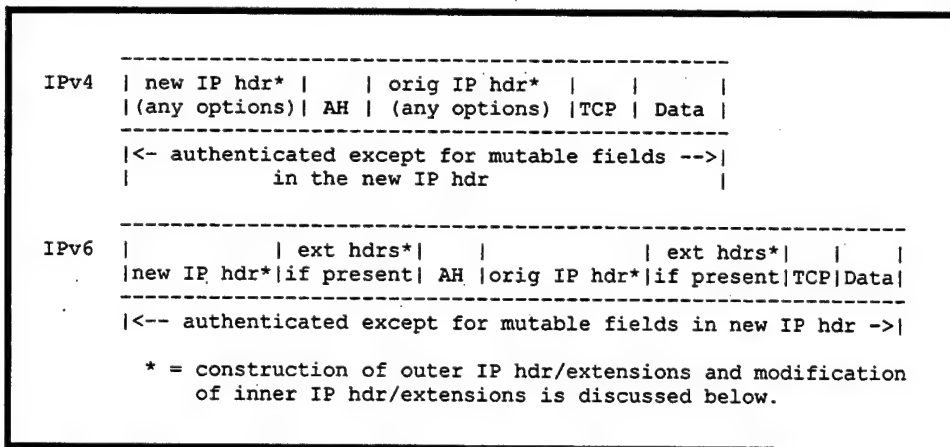 -------------------------------------------------
IPv4 | new IP hdr* | | orig IP hdr* | | |
|(any options)| AH | (any options) |TCP | Data |
-------------------------------------------------
|<- authenticated except for mutable fields -->|
| in the new IP hdr |
--------------------------------------------------------------
IPv6 | | ext hdrs*| | | ext hdrs*| | |
|new IP hdr*|if present| AH |orig IP hdr*|if present|TCP|Data|
--------------------------------------------------------------
|<-- authenticated except for mutable fields in new IP hdr ->|
* = construction of outer IP hdr/extensions and modification
of inner IP hdr/extensions is discussed below.